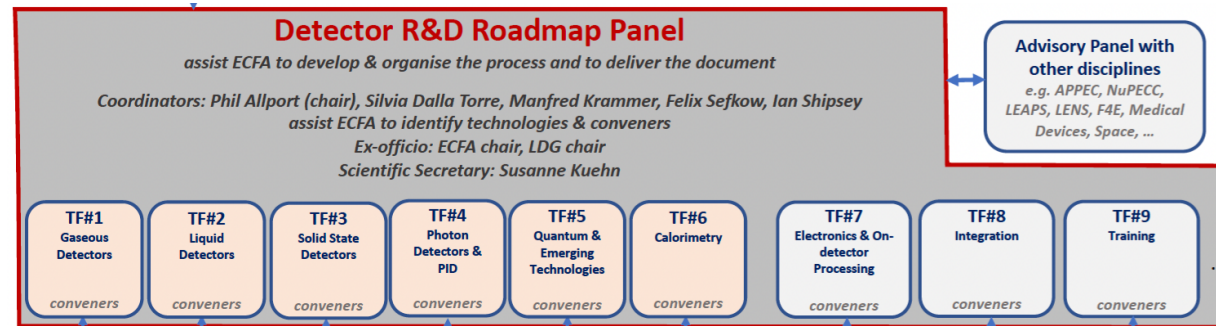 Detector R&D Roadmap Panel
assist ECFA to develop & organise the process and to deliver the document
Coordinators: Phil Allport (chair), Silvia Dalla Torre, Manfred Krammer, Felix Sefkow, Ian Shipsey
assist ECFA to identify technologies & conveners
Ex-officio: ECFA chair, LDG chair
Scientific Secretary: Susanne Kuehn
Advisory Panel with
other disciplines
e.g. APPEC, NuPECC,
LEAPS, LENS, F4E, Medical
Devices, Space, …
TF#1
Gaseous
Detectors
conveners
TF#2
Liquid
Detectors
conveners
TF#3
Solid State
Detectors
conveners
TF#4
Photon
Detectors &
PID
conveners
TF#5
Quantum &
Emerging
Technologies
conveners
TF#6
Calorimetry
conveners
TF#7
Electronics & On-
detector
Processing
conveners
TF#8
Integration
conveners
TF#9
Training
conveners